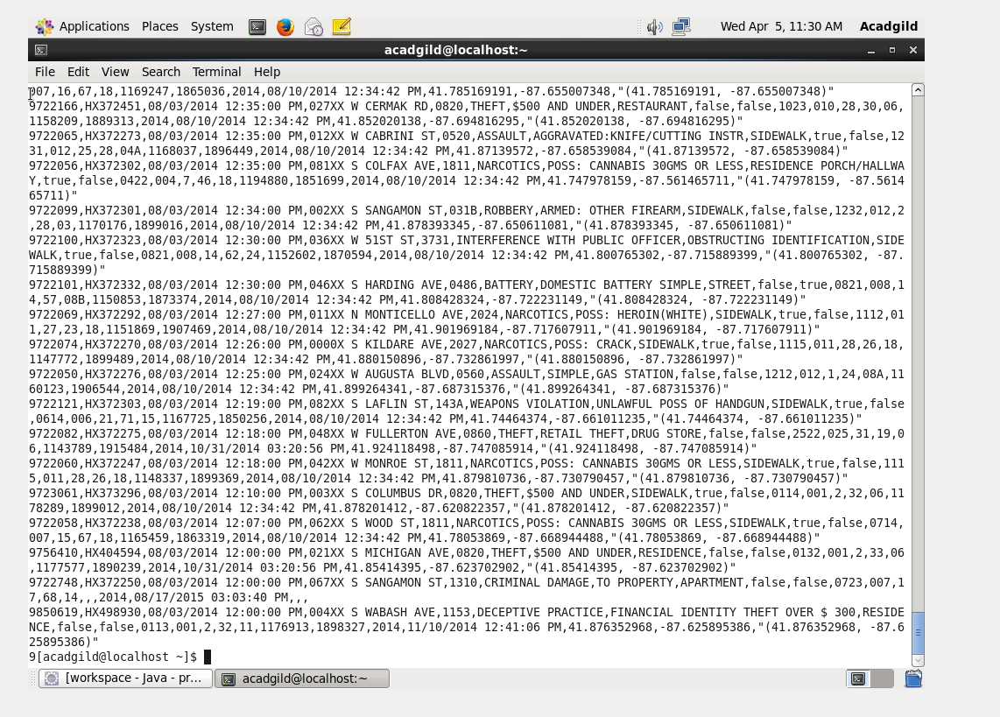 Applications Places System Wed Apr 5, 11:30 AM Acadgild
acadgild@localhost:~
File Edit View Search Terminal Help
007,16,67,18,1169247,1865036,2014,08/10/2014 12:34:42 PM,41.785169191,-87.655007348,"(41.785169191, -87.655007348)"
9722166,HX372451,08/03/2014 12:35:00 PM,027XX W CERMAK RD,0820,THEFT,$500 AND UNDER,RESTAURANT,false,false,1023,010,28,30,06,
1158209,1889313,2014,08/10/2014 12:34:42 PM,41.852020138,-87.694816295,"(41.852020138, -87.694816295)"
9722065,HX372273,08/03/2014 12:35:00 PM,012XX W CABRINI ST,0520,ASSAULT,AGGRAVATED:KNIFE/CUTTING INSTR,SIDEWALK,true,false,12
31,012,25,28,04A,1168037,1896449,2014,08/10/2014 12:34:42 PM,41.87139572,-87.658539084,"(41.87139572, -87.658539084)"
9722056,HX372302,08/03/2014 12:35:00 PM,081XX S COLFAX AVE,1811,NARCOTICS,POSS: CANNABIS 30GMS OR LESS,RESIDENCE PORCH/HALLWA
Y,true,false,0422,004,7,46,18,1194880,1851699,2014,08/10/2014 12:34:42 PM,41.747978159,-87.561465711,"(41.747978159, -87.5614
65711)"
9722099,HX372301,08/03/2014 12:34:00 PM,002XX S SANGAMON ST,031B,ROBBERY,ARMED: OTHER FIREARM,SIDEWALK,false,false,1232,012,2
,28,03,1170176,1899016,2014,08/10/2014 12:34:42 PM,41.878393345,-87.650611081,"(41.878393345, -87.650611081)"
9722100,HX372323,08/03/2014 12:30:00 PM,036XX W 51ST ST,3731,INTERFERENCE WITH PUBLIC OFFICER,OBSTRUCTING IDENTIFICATION,SIDE
WALK,true,false,0821,008,14,62,24,1152602,1870594,2014,08/10/2014 12:34:42 PM,41.800765302,-87.715889399,"(41.800765302, -87.
715889399)"
9722101,HX372332,08/03/2014 12:30:00 PM,046XX S HARDING AVE,0486,BATTERY,DOMESTIC BATTERY SIMPLE,STREET,false,true,0821,008,1
4,57,08B,1150853,1873374,2014,08/10/2014 12:34:42 PM,41.808428324,-87.722231149,"(41.808428324, -87.722231149)"
9722069,HX372292,08/03/2014 12:27:00 PM,011XX N MONTICELLO AVE,2024,NARCOTICS,POSS: HEROIN(WHITE),SIDEWALK,true,false,1112,01
1,27,23,18,1151869,1907469,2014,08/10/2014 12:34:42 PM,41.901969184,-87.717607911,"(41.901969184, -87.717607911)"
9722074,HX372270,08/03/2014 12:26:00 PM,0000X S KILDARE AVE,2027,NARCOTICS,POSS: CRACK,SIDEWALK,true,false,1115,011,28,26,18,
1147772,1899489,2014,08/10/2014 12:34:42 PM,41.880150896,-87.732861997,"(41.880150896, -87.732861997)"
9722050,HX372276,08/03/2014 12:25:00 PM,024XX W AUGUSTA BLVD,0560,ASSAULT,SIMPLE,GAS STATION,false,false,1212,012,1,24,08A,11
60123,1906544,2014,08/10/2014 12:34:42 PM,41.899264341,-87.687315376,"(41.899264341, -87.687315376)"
9722121,HX372303,08/03/2014 12:19:00 PM,082XX S LAFLIN ST,143A,WEAPONS VIOLATION,UNLAWFUL POSS OF HANDGUN,SIDEWALK,true,false
,0614,006,21,71,15,1167725,1850256,2014,08/10/2014 12:34:42 PM,41.74464374,-87.661011235,"(41.74464374, -87.661011235)"
9722082,HX372275,08/03/2014 12:18:00 PM,048XX W FULLERTON AVE,0860,THEFT,RETAIL THEFT,DRUG STORE,false,false,2522,025,31,19,0
6,1143789,1915484,2014,10/31/2014 03:20:56 PM,41.924118498,-87.747085914,"(41.924118498, -87.747085914)"
9722060,HX372247,08/03/2014 12:18:00 PM,042XX W MONROE ST,1811,NARCOTICS,POSS: CANNABIS 30GMS OR LESS,SIDEWALK,true,false,111
5,011,28,26,18,1148337,1899369,2014,08/10/2014 12:34:42 PM,41.879810736,-87.730790457,"(41.879810736, -87.730790457)"
9723061,HX373296,08/03/2014 12:10:00 PM,003XX S COLUMBUS DR,0820,THEFT,$500 AND UNDER,SIDEWALK,true,false,0114,001,2,32,06,11
78289,1899012,2014,08/10/2014 12:34:42 PM,41.878201412,-87.620822357,"(41.878201412, -87.620822357)"
9722058,HX372238,08/03/2014 12:07:00 PM,062XX S WOOD ST,1811,NARCOTICS,POSS: CANNABIS 30GMS OR LESS,SIDEWALK,true,false,0714,
007,15,67,18,1165459,1863319,2014,08/10/2014 12:34:42 PM,41.78053869,-87.668944488,"(41.78053869, -87.668944488)"
9756410,HX404594,08/03/2014 12:00:00 PM,021XX S MICHIGAN AVE,0820,THEFT,$500 AND UNDER,RESIDENCE,false,false,0132,001,2,33,06
,1177577,1890239,2014,10/31/2014 03:20:56 PM,41.85414395,-87.623702902,"(41.85414395, -87.623702902)"
9722748,HX372250,08/03/2014 12:00:00 PM,067XX S SANGAMON ST,1310,CRIMINAL DAMAGE,TO PROPERTY,APARTMENT,false,false,0723,007,1
7,68,14,,,2014,08/17/2015 03:03:40 PM,,,
9850619,HX498930,08/03/2014 12:00:00 PM,004XX S WABASH AVE,1153,DECEPTIVE PRACTICE,FINANCIAL IDENTITY THEFT OVER $ 300,RESIDE
NCE,false,false,0113,001,2,32,11,1176913,1898327,2014,11/10/2014 12:41:06 PM,41.876352968,-87.625895386,"(41.876352968, -87.6
25895386)"
9[acadgild@localhost ~]$
[workspace - Java - pr... acadgild@localhost:~